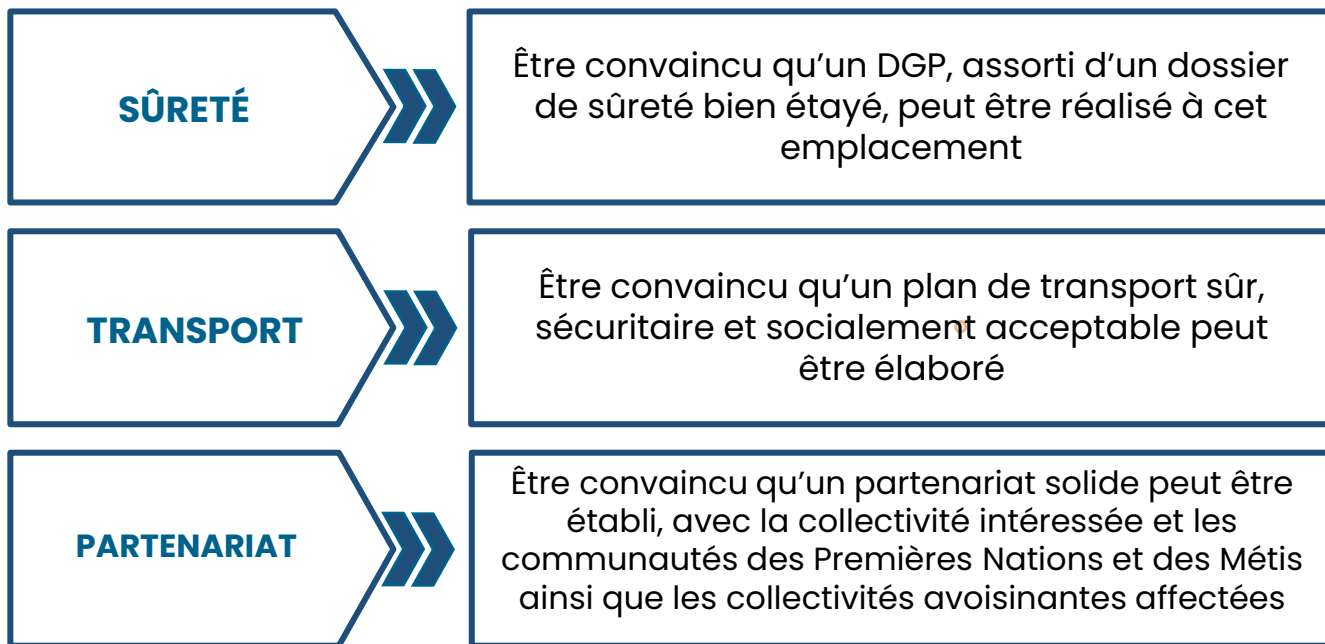 SÛRETÉ
Être convaincu qu’un DGP, assorti d’un dossier
de sûreté bien étayé, peut être réalisé à cet
emplacement
TRANSPORT
Être convaincu qu’un plan de transport sûr,
sécuritaire et socialement acceptable peut
être élaboré
PARTENARIAT
Être convaincu qu’un partenariat solide peut être
établi, avec la collectivité intéressée et les
communautés des Premières Nations et des Métis
ainsi que les collectivités avoisinantes affectées